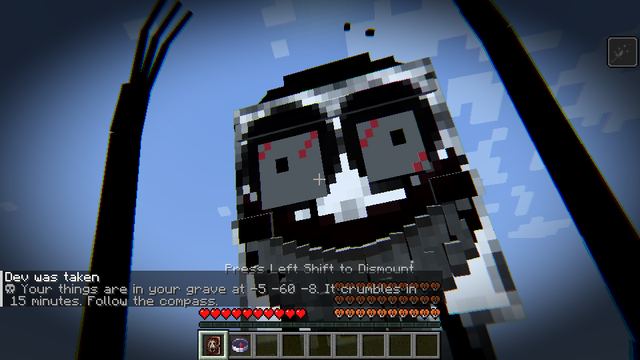 Press Left Shift to Dismount
Dev was taken
☠ Your things are in your grave at -5 -60 -8. It crumbles in
15 minutes. Follow the compass.